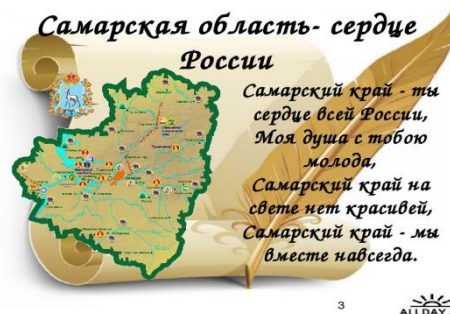 Самарская область- сердце
России
Самарский край - ты
сердце всей России,
Моя душа с тобою
молода,
Самарский край на
свете нет красивей,
Самарский край - мы
вместе навсегда.
3
ALLDAY